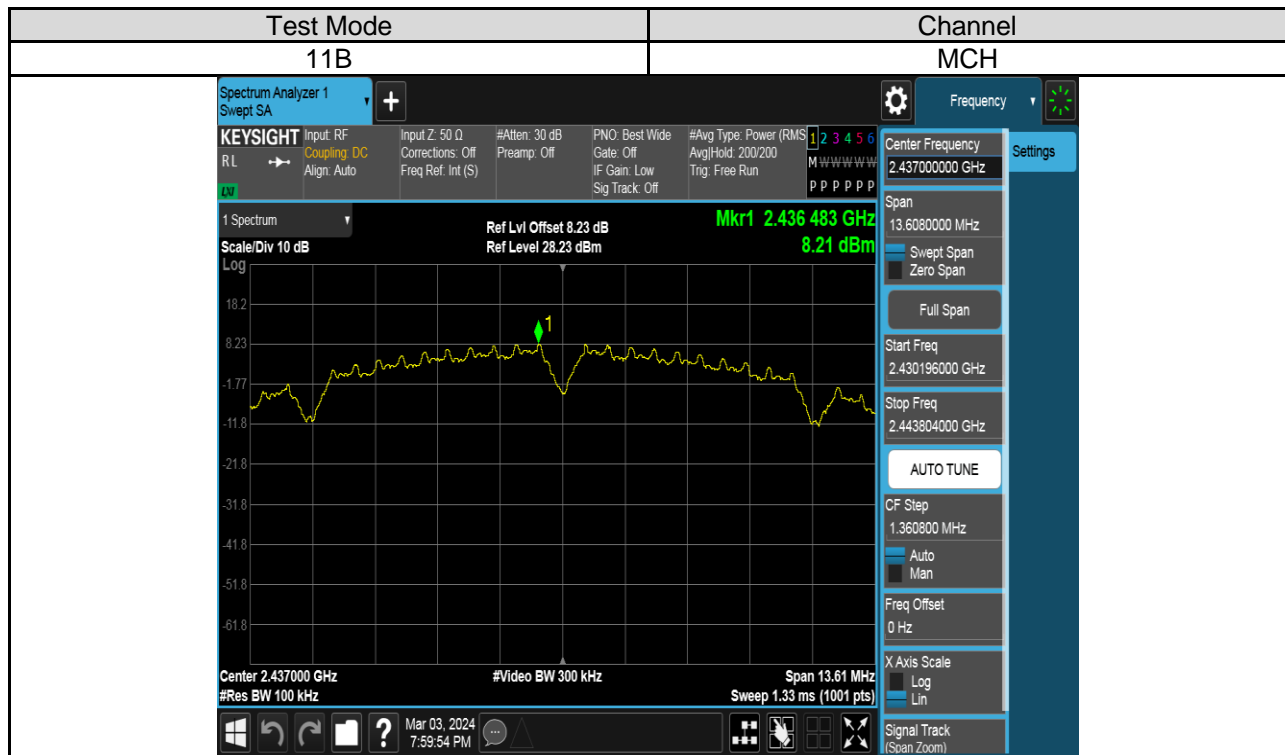 Test Mode Channel
11B MCH
Spectrum Analyzer 1
Swept SA
+
Frequency
KEYSIGHT
RL
LXI
Input: RF
Coupling: DC
Align: Auto
Input Z: 50 Ω
Corrections: Off
Freq Ref: Int (S)
#Atten: 30 dB
Preamp: Off
PNO: Best Wide
Gate: Off
IF Gain: Low
Sig Track: Off
#Avg Type: Power (RMS
Avg|Hold: 200/200
Trig: Free Run
1 2 3 4 5 6
M W W W W W
P P P P P P
1 Spectrum
Scale/Div 10 dB
Ref Lvl Offset 8.23 dB
Ref Level 28.23 dBm
Mkr1 2.436 483 GHz
8.21 dBm
Log
18.2
8.23
-1.77
-11.8
-21.8
-31.8
-41.8
-51.8
-61.8
1
Center 2.437000 GHz
#Res BW 100 kHz
#Video BW 300 kHz
Span 13.61 MHz
Sweep 1.33 ms (1001 pts)
Center Frequency
2.437000000 GHz
Settings
Span
13.6080000 MHz
Swept Span
Zero Span
Full Span
Start Freq
2.430196000 GHz
Stop Freq
2.443804000 GHz
AUTO TUNE
CF Step
1.360800 MHz
Auto
Man
Freq Offset
0 Hz
X Axis Scale
Log
Lin
Signal Track
(Span Zoom)
?
Mar 03, 2024
7:59:54 PM